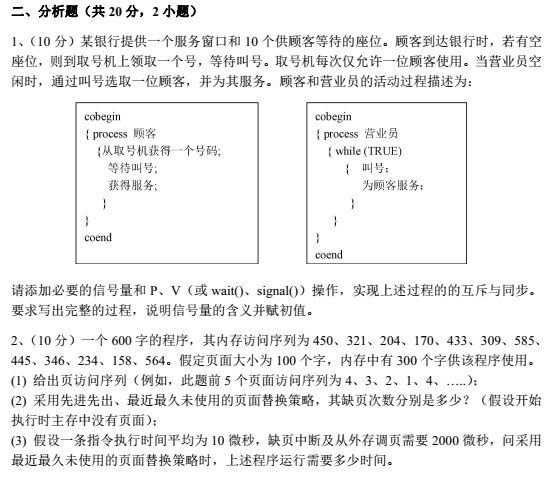 二、分析题（共 20 分，2 小题）
1、（10 分）某银行提供一个服务窗口和 10 个供顾客等待的座位。顾客到达银行时，若有空
座位，则到取号机上领取一个号，等待叫号。取号机每次仅允许一位顾客使用。当营业员空
闲时，通过叫号选取一位顾客，并为其服务。顾客和营业员的活动过程描述为：
cobegin
{ process 顾客
{从取号机获得一个号码;
等待叫号;
获得服务;
}
}
coend
cobegin
{ process 营业员
{ while (TRUE)
{ 叫号;
为顾客服务;
}
}
}
coend
请添加必要的信号量和 P、V（或 wait()、signal()）操作，实现上述过程的的互斥与同步。
要求写出完整的过程，说明信号量的含义并赋初值。
2、（10 分）一个 600 字的程序，其内存访问序列为 450、321、204、170、433、309、585、
445、346、234、158、564。假定页面大小为 100 个字，内存中有 300 个字供该程序使用。
(1) 给出页访问序列（例如，此题前 5 个页面访问序列为 4、3、2、1、4、…..）;
(2) 采用先进先出、最近最久未使用的页面替换策略，其缺页次数分别是多少？（假设开始
执行时主存中没有页面）;
(3) 假设一条指令执行时间平均为 10 微秒，缺页中断及从外存调页需要 2000 微秒，问采用
最近最久未使用的页面替换策略时，上述程序运行需要多少时间。